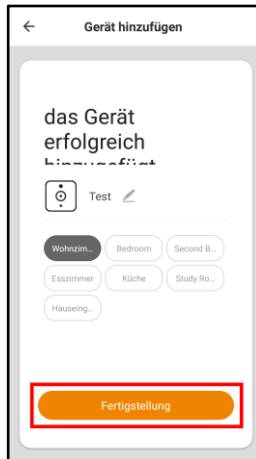 Gerät hinzufügen
das Gerät
erfolgreich
hinzugefügt
Test
Wohnzim... Bedroom Second B...
Esszimmer Küche Study Ro...
Hauseing...
Fertigstellung